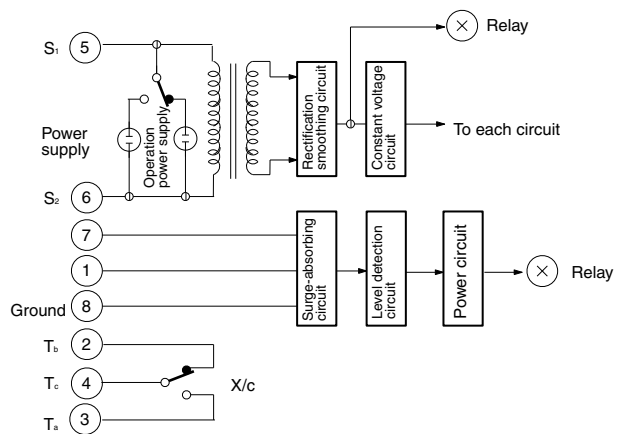 S₁ 5
Relay
Power
supply
Operation
power supply
Rectification
smoothing circuit
Constant voltage
circuit
To each circuit
S₂ 6
7
1
Ground 8
Surge-absorbing
circuit
Level detection
circuit
Power circuit
Relay
Tb 2
Tc 4
X/c
Ta 3